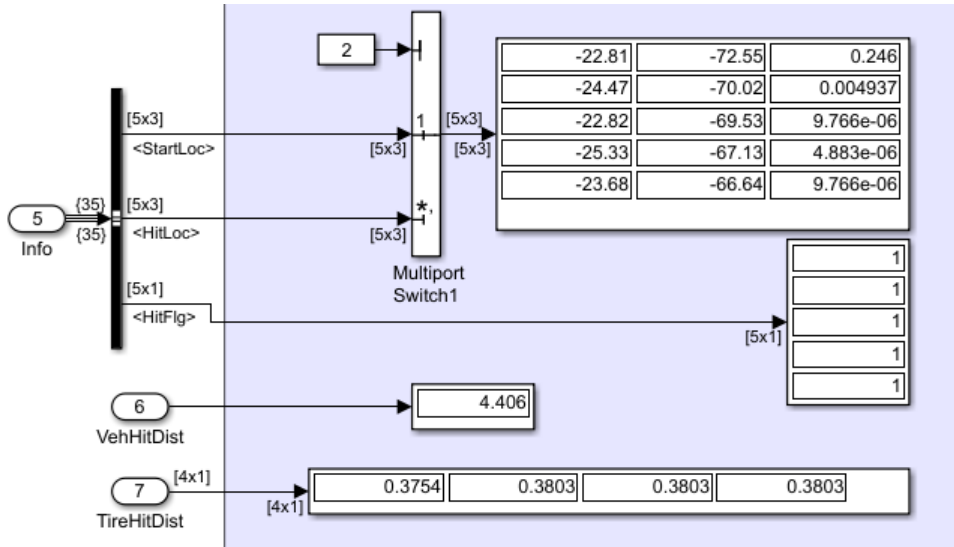 2
-22.81 -72.55 0.246
-24.47 -70.02 0.004937
-22.82 -69.53 9.766e-06
-25.33 -67.13 4.883e-06
-23.68 -66.64 9.766e-06
[5x3]
<StartLoc>
[5x3]
1
[5x3]
[5x3]
5
Info
{35}
{35}
[5x3]
<HitLoc>
[5x3]
*,
Multiport
Switch1
[5x1]
<HitFlg>
[5x1]
1
1
1
1
1
6
VehHitDist
4.406
7
TireHitDist
[4x1]
[4x1]
0.3754 0.3803 0.3803 0.3803